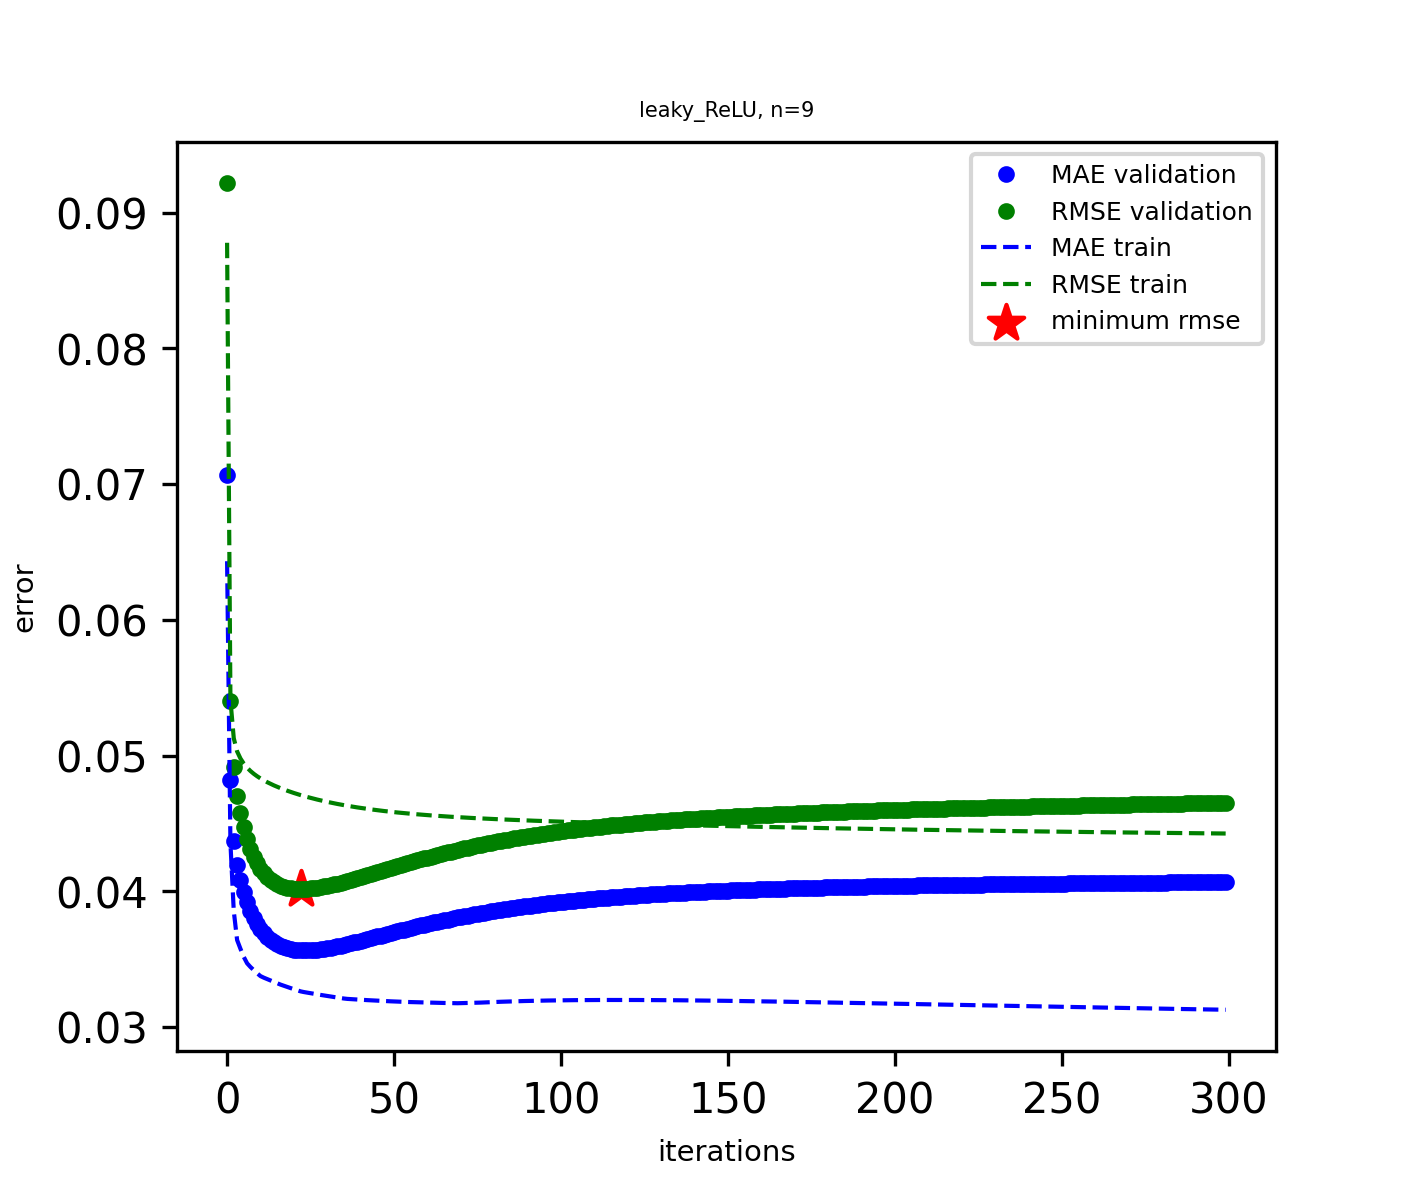 leaky_ReLU, n=9
MAE validation
RMSE validation
MAE train
RMSE train
minimum rmse
error
0.09
0.08
0.07
0.06
0.05
0.04
0.03
0 50 100 150 200 250 300
iterations